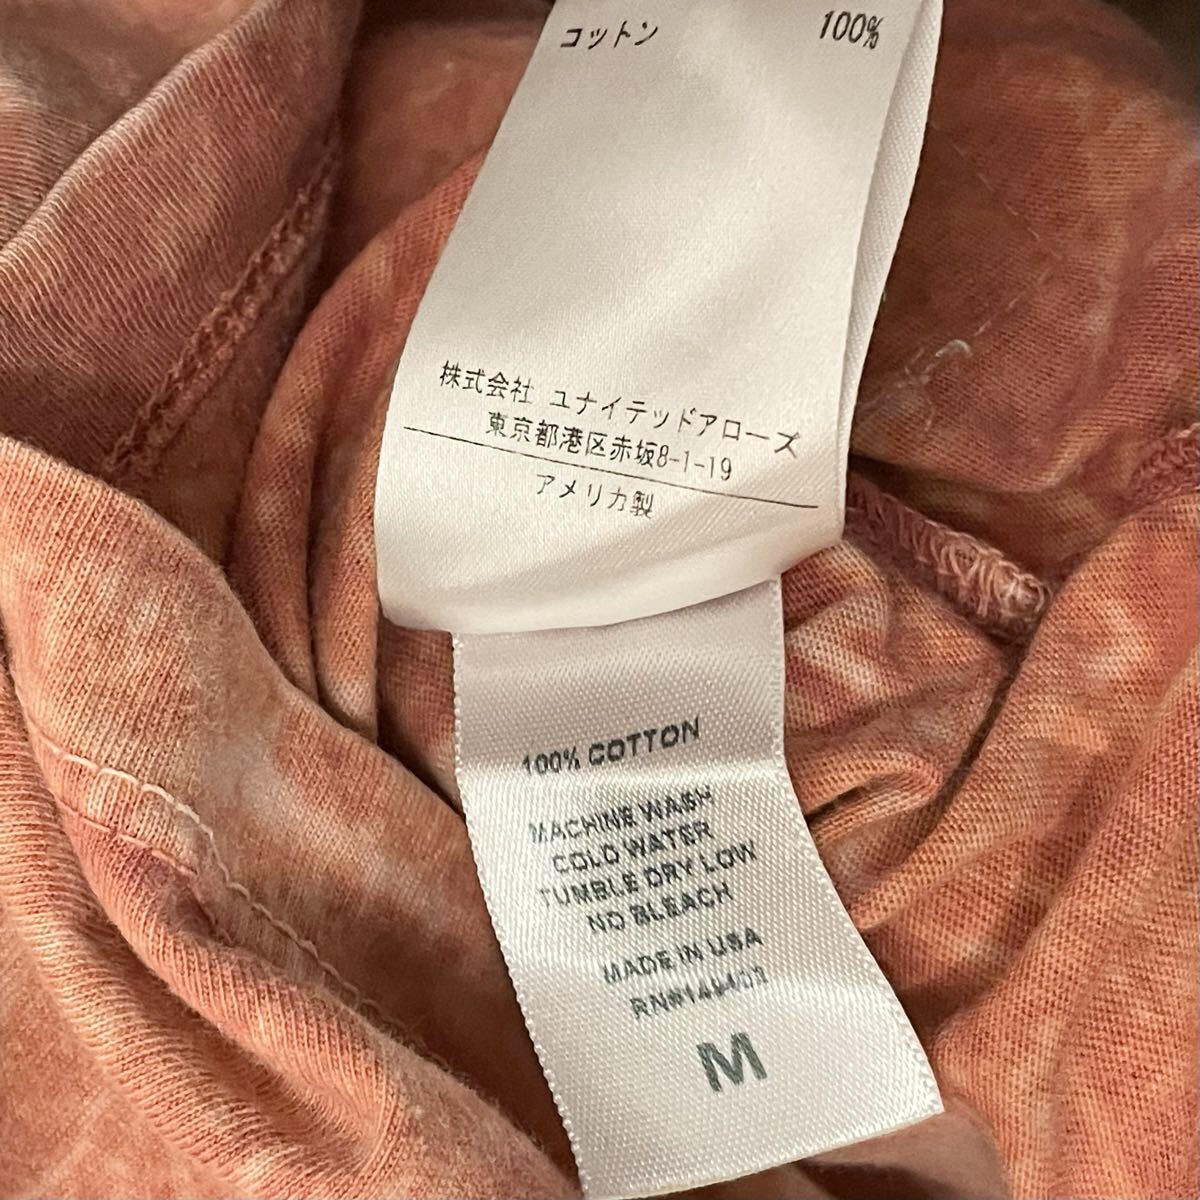 コットン 100%
株式会社 ユナイテッドアローズ
東京都港区赤坂8-1-19
アメリカ製
100% COTTON
MACHINE WASH
COLD WATER
TUMBLE DRY LOW
NO BLEACH
MADE IN USA
M